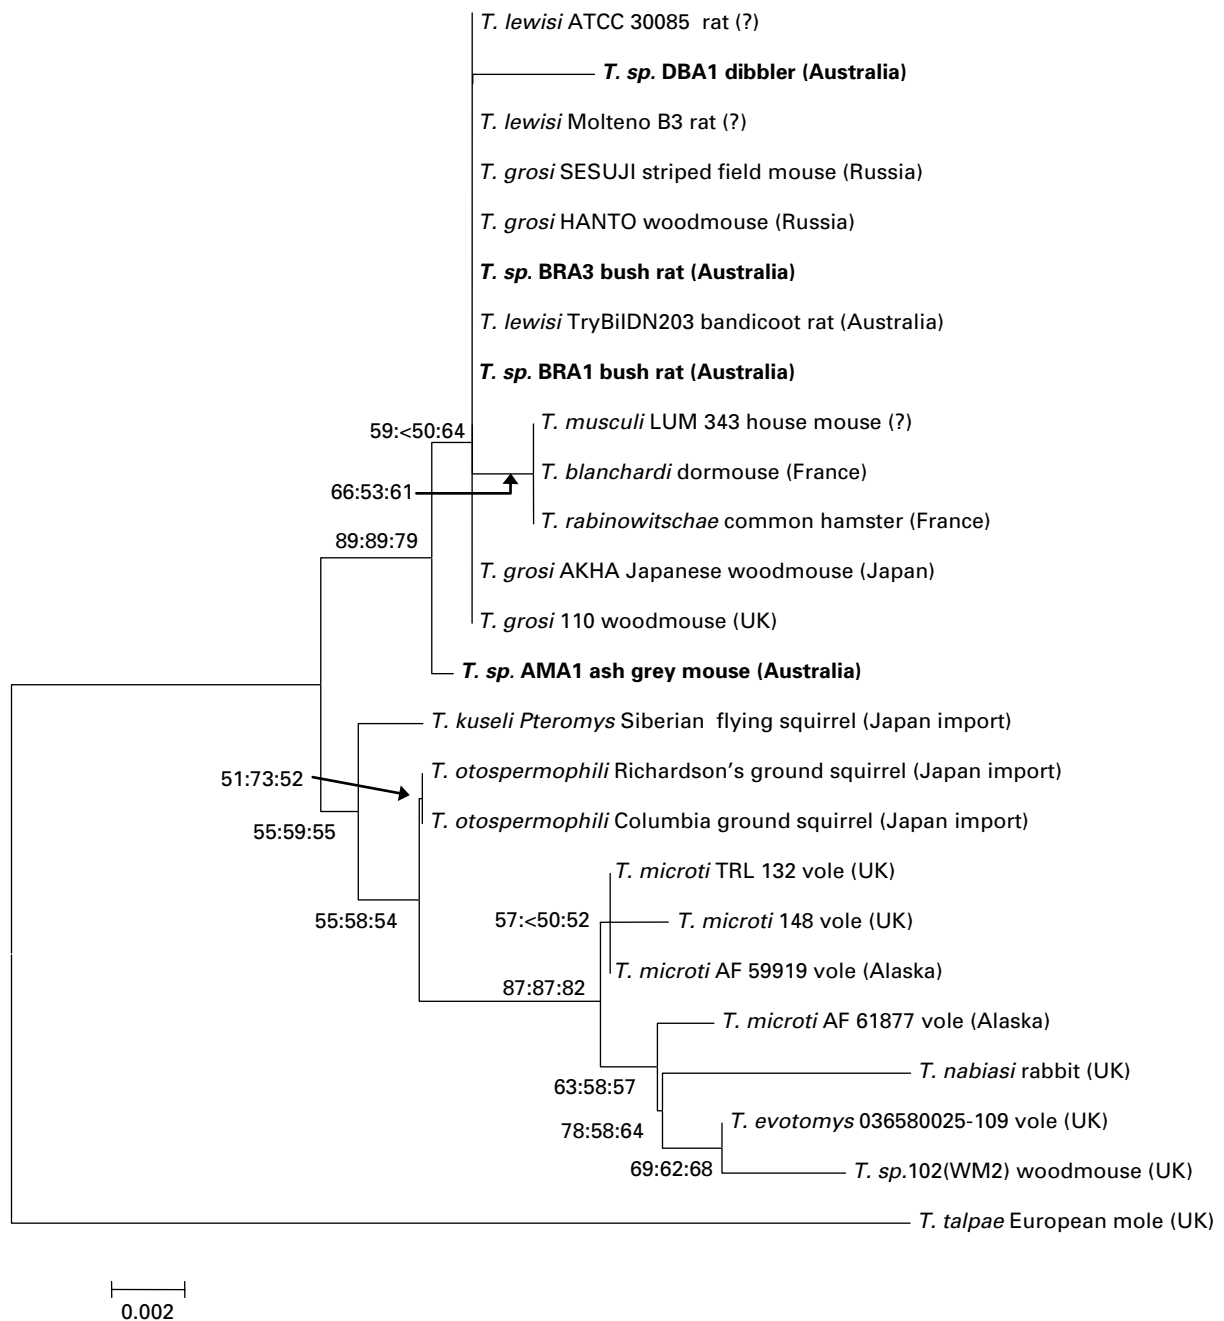 T. lewisi ATCC 30085 rat (?)
T. sp. DBA1 dibbler (Australia)
T. lewisi Molteno B3 rat (?)
T. grosi SESUJI striped field mouse (Russia)
T. grosi HANTO woodmouse (Russia)
T. sp. BRA3 bush rat (Australia)
T. lewisi TryBilDN203 bandicoot rat (Australia)
T. sp. BRA1 bush rat (Australia)
T. musculi LUM 343 house mouse (?)
59:<50:64
T. blanchardi dormouse (France)
66:53:61
T. rabinowitschae common hamster (France)
89:89:79
T. grosi AKHA Japanese woodmouse (Japan)
T. grosi 110 woodmouse (UK)
T. sp. AMA1 ash grey mouse (Australia)
T. kuseli Pteromys Siberian flying squirrel (Japan import)
T. otospermophili Richardson's ground squirrel (Japan import)
51:73:52
T. otospermophili Columbia ground squirrel (Japan import)
55:59:55
T. microti TRL 132 vole (UK)
55:58:54
57:<50:52
T. microti 148 vole (UK)
T. microti AF 59919 vole (Alaska)
87:87:82
T. microti AF 61877 vole (Alaska)
T. nabiasi rabbit (UK)
63:58:57
T. evotomys 036580025-109 vole (UK)
78:58:64
69:62:68
T. sp.102(WM2) woodmouse (UK)
T. talpae European mole (UK)
0.002